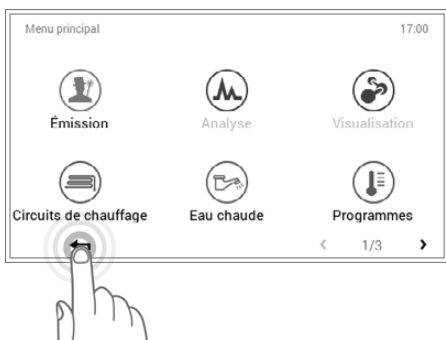 Menu principal 17:00
Émission Analyse Visualisation
Circuits de chauffage Eau chaude Programmes
1/3